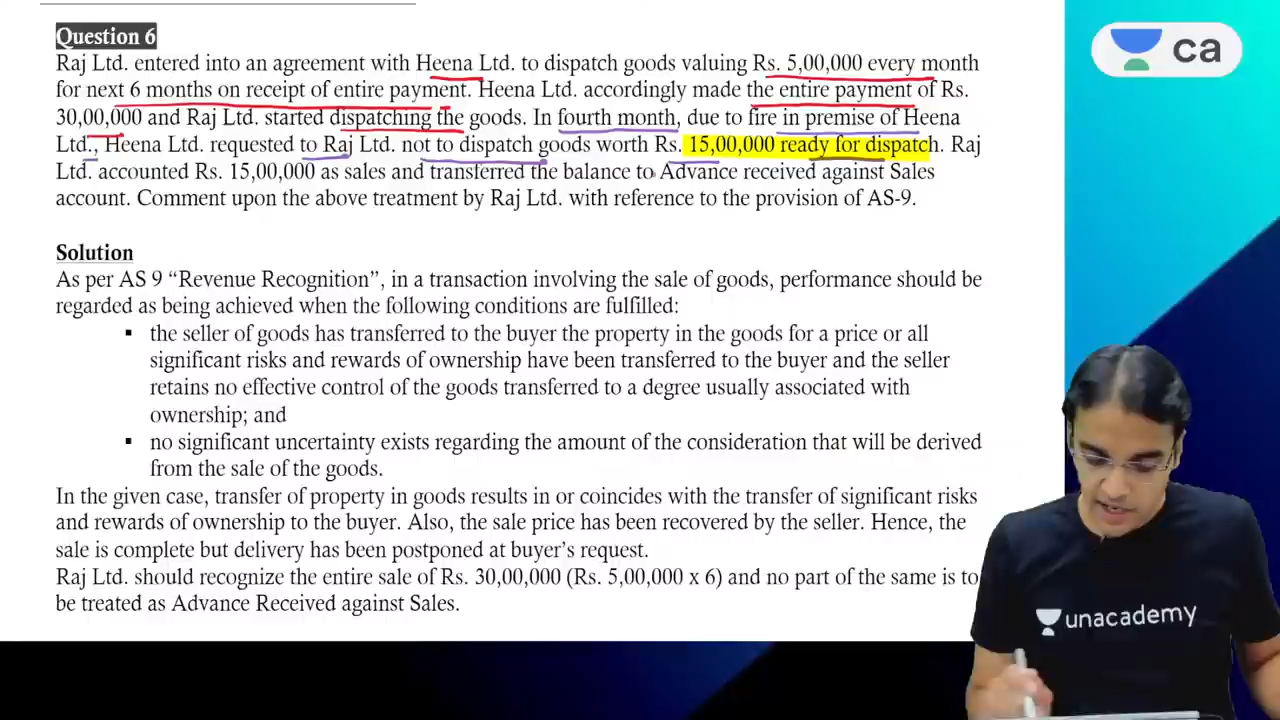 Question 6
Raj Ltd. entered into an agreement with Heena Ltd. to dispatch goods valuing Rs. 5,00,000 every month
for next 6 months on receipt of entire payment. Heena Ltd. accordingly made the entire payment of Rs.
30,00,000 and Raj Ltd. started dispatching the goods. In fourth month, due to fire in premise of Heena
Ltd., Heena Ltd. requested to Raj Ltd. not to dispatch goods worth Rs. 15,00,000 ready for dispatch. Raj
Ltd. accounted Rs. 15,00,000 as sales and transferred the balance to Advance received against Sales
account. Comment upon the above treatment by Raj Ltd. with reference to the provision of AS-9.
Solution
As per AS 9 “Revenue Recognition”, in a transaction involving the sale of goods, performance should be
regarded as being achieved when the following conditions are fulfilled:
▪ the seller of goods has transferred to the buyer the property in the goods for a price or all
significant risks and rewards of ownership have been transferred to the buyer and the seller
retains no effective control of the goods transferred to a degree usually associated with
ownership; and
▪ no significant uncertainty exists regarding the amount of the consideration that will be derived
from the sale of the goods.
In the given case, transfer of property in goods results in or coincides with the transfer of significant risks
and rewards of ownership to the buyer. Also, the sale price has been recovered by the seller. Hence, the
sale is complete but delivery has been postponed at buyer’s request.
Raj Ltd. should recognize the entire sale of Rs. 30,00,000 (Rs. 5,00,000 x 6) and no part of the same is to
be treated as Advance Received against Sales.
ca
unacademy